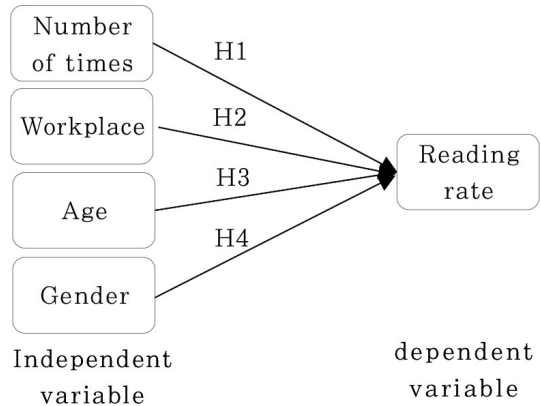 Number
of times
H1
Workplace
H2
Reading
rate
Age
H3
Gender
H4
Independent
variable
dependent
variable